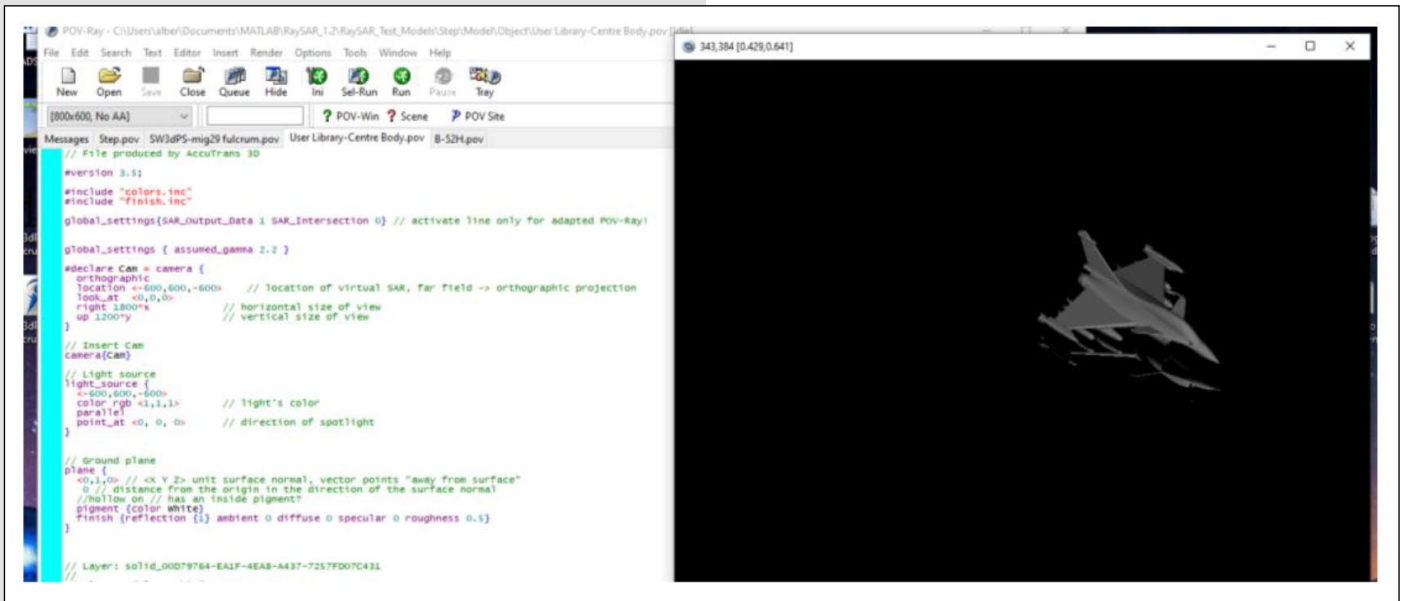 POV-Ray - C:\Users\alber\Documents\MATLAB\RaySAR_1.2\RaySAR_Test_Models\Step\Model\Object\User Library-Centre Body.pov
343,384 [0.429,0.641]
File Edit Search Text Editor Insert Render Options Tools Window Help
New Open Save Close Queue Hide Ini Sel-Run Run Pause Tray
[800x600, No AA]
? POV-Win ? Scene POV Site
Messages Step.pov SW3dPS-mig29 fulcrum.pov User Library-Centre Body.pov B-52H.pov
// File produced by AccuTrans 3D
#version 3.5;
#include "colors.inc"
#include "finish.inc"
global_settings{SAR_Output_Data 1 SAR_Intersection 0} // activate line only for adapted POV-Ray!
global_settings { assumed_gamma 2.2 }
#declare Cam = camera {
orthographic
location <-600,600,-600> // location of virtual SAR, far field -> orthographic projection
look_at <0,0,0>
right 1800*x // horizontal size of view
up 1200*y // vertical size of view
}
// Insert Cam
camera{Cam}
// Light source
light_source {
<-600,600,-600>
color rgb <1,1,1> // light's color
parallel
point_at <0, 0, 0> // direction of spotlight
}
// Ground plane
plane {
<0,1,0> // <X Y Z> unit surface normal, vector points "away from surface"
0 // distance from the origin in the direction of the surface normal
//hollow on // has an inside pigment?
pigment {color White}
finish {reflection {1} ambient 0 diffuse 0 specular 0 roughness 0.5}
}
// Layer: solid_00D79764-EA1F-4EA8-A437-7257FD07C431
//